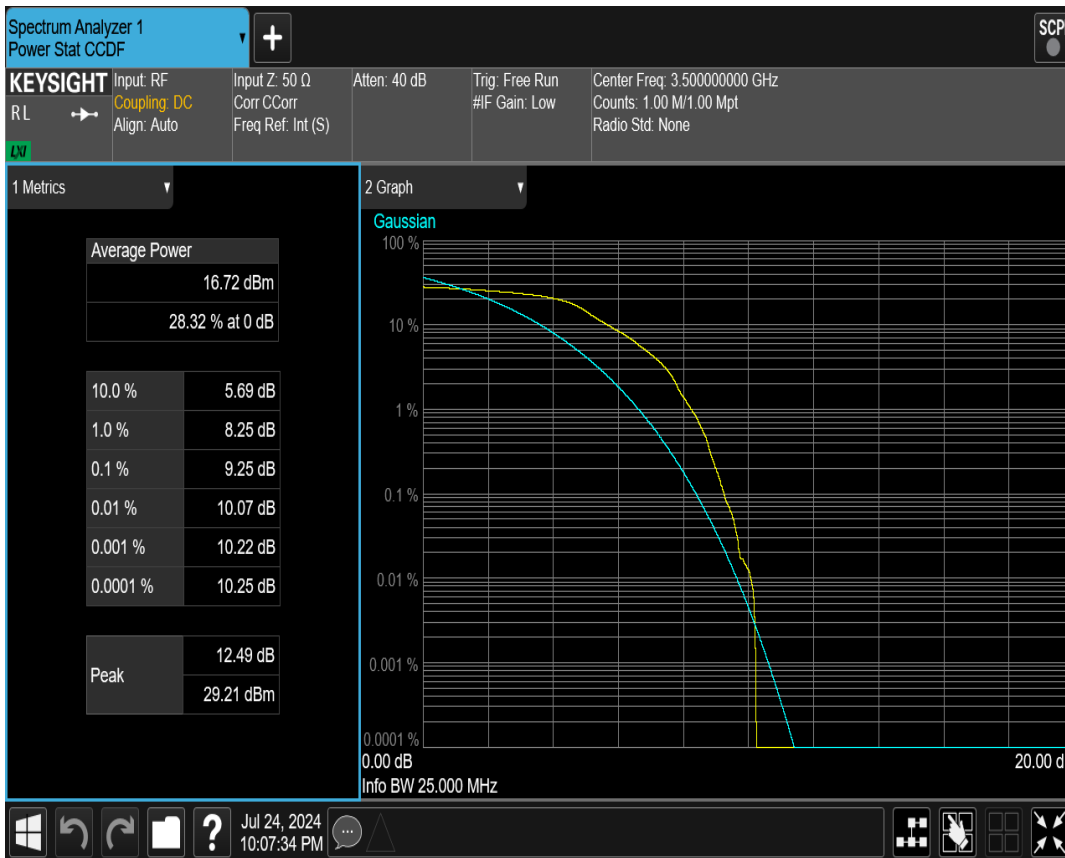 Spectrum Analyzer 1
Power Stat CCDF
+
SCP
KEYSIGHT
RL
LXI
Input: RF
Coupling: DC
Align: Auto
Input Z: 50 Ω
Corr CCorr
Freq Ref: Int (S)
Atten: 40 dB
Trig: Free Run
#IF Gain: Low
Center Freq: 3.500000000 GHz
Counts: 1.00 M/1.00 Mpt
Radio Std: None
1 Metrics
Average Power
16.72 dBm
28.32 % at 0 dB
10.0 % 5.69 dB
1.0 % 8.25 dB
0.1 % 9.25 dB
0.01 % 10.07 dB
0.001 % 10.22 dB
0.0001 % 10.25 dB
Peak
12.49 dB
29.21 dBm
2 Graph
Gaussian
100 %
10 %
1 %
0.1 %
0.01 %
0.001 %
0.0001 %
0.00 dB 20.00 d
Info BW 25.000 MHz
?
Jul 24, 2024
10:07:34 PM